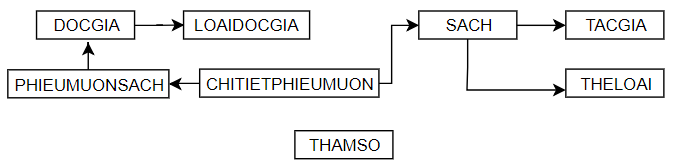 DOCGIA
LOAIDOCGIA
SACH
TACGIA
PHIEUMUONSACH
CHITIETPHIEUMUON
THELOAI
THAMSO